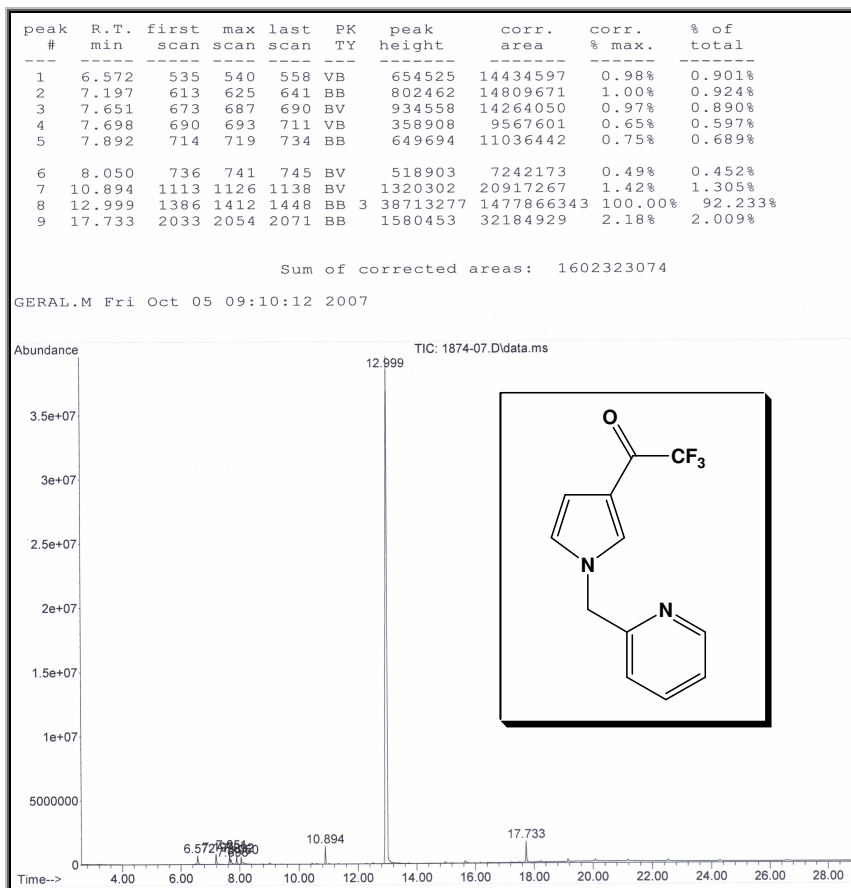 peak R.T. first max last PK peak corr. corr. % of
# min scan scan scan TY height area % max. total
--- ----- ----- ---- ---- --- ------- ------- ------ -------
1 6.572 535 540 558 VB 654525 14434597 0.98% 0.901%
2 7.197 613 625 641 BB 802462 14809671 1.00% 0.924%
3 7.651 673 687 690 BV 934558 14264050 0.97% 0.890%
4 7.698 690 693 711 VB 358908 9567601 0.65% 0.597%
5 7.892 714 719 734 BB 649694 11036442 0.75% 0.689%
6 8.050 736 741 745 BV 518903 7242173 0.49% 0.452%
7 10.894 1113 1126 1138 BV 1320302 20917267 1.42% 1.305%
8 12.999 1386 1412 1448 BB 3 38713277 1477866343 100.00% 92.233%
9 17.733 2033 2054 2071 BB 1580453 32184929 2.18% 2.009%
Sum of corrected areas: 1602323074
GERAL.M Fri Oct 05 09:10:12 2007
Abundance
TIC: 1874-07.D\data.ms
12.999
3.5e+07
3e+07
2.5e+07
2e+07
1.5e+07
1e+07
5000000
0
O
CF3
N
N
6.572
10.894
17.733
Time-->
4.00 6.00 8.00 10.00 12.00 14.00 16.00 18.00 20.00 22.00 24.00 26.00 28.00